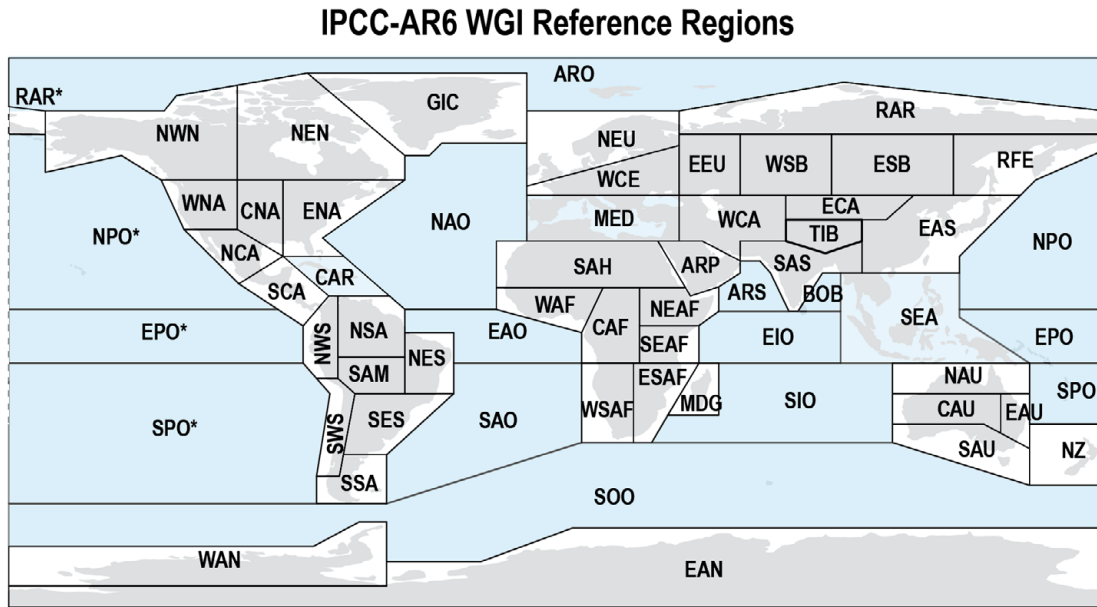 IPCC-AR6 WGI Reference Regions
ARO
RAR*
GIC
RAR
NWN
NEN
NEU
EEU
WSB
ESB
RFE
WCE
WNA
CNA
ENA
ECA
NPO*
NAO
MED
WCA
TIB
EAS
NPO
NCA
SAH
ARP
SAS
SCA
CAR
WAF
NEAF
ARS
BOB
EPO*
NWS
NSA
EAO
CAF
SEAF
EIO
SEA
EPO
SAM
NES
ESAF
NAU
SPO*
SWS
SES
SAO
WSAF
MDG
SIO
CAU
EAU
SPO
SAU
NZ
SSA
SOO
WAN
EAN